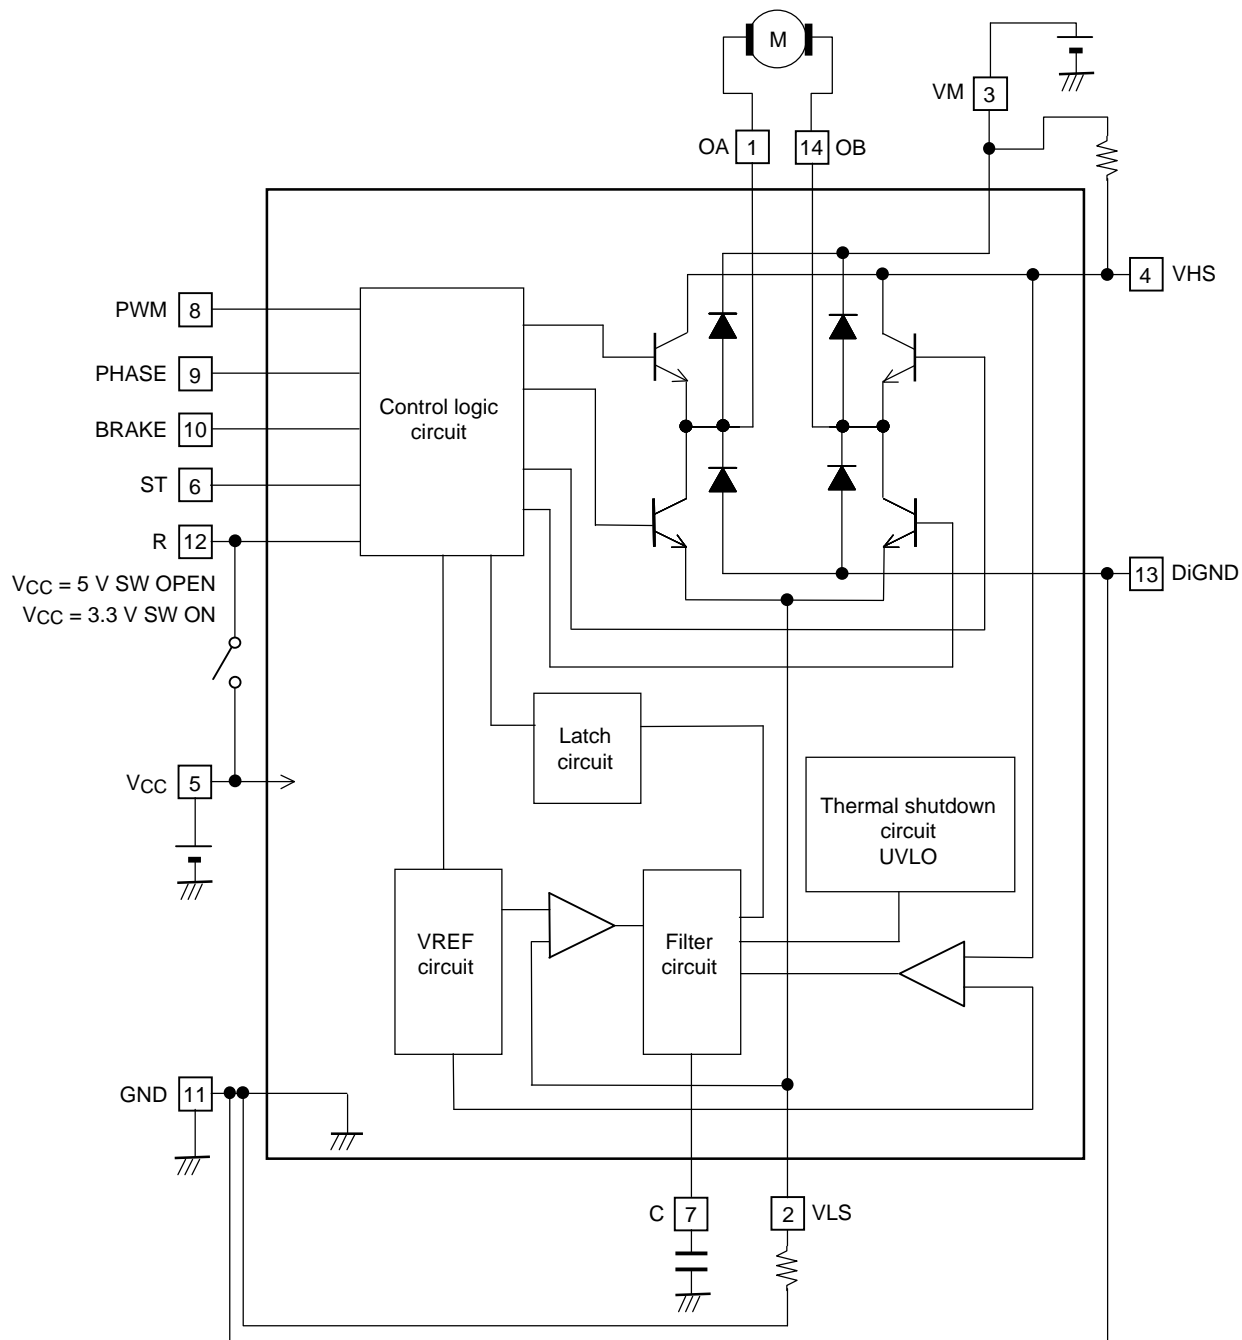 M
VM 3
OA 1 14 OB
4 VHS
PWM 8
PHASE 9
Control logic
circuit
BRAKE 10
ST 6
R 12
VCC = 5 V SW OPEN
VCC = 3.3 V SW ON
13 DiGND
Latch
circuit
VCC 5
Thermal shutdown
circuit
UVLO
VREF
circuit
Filter
circuit
GND 11
C 7
2 VLS